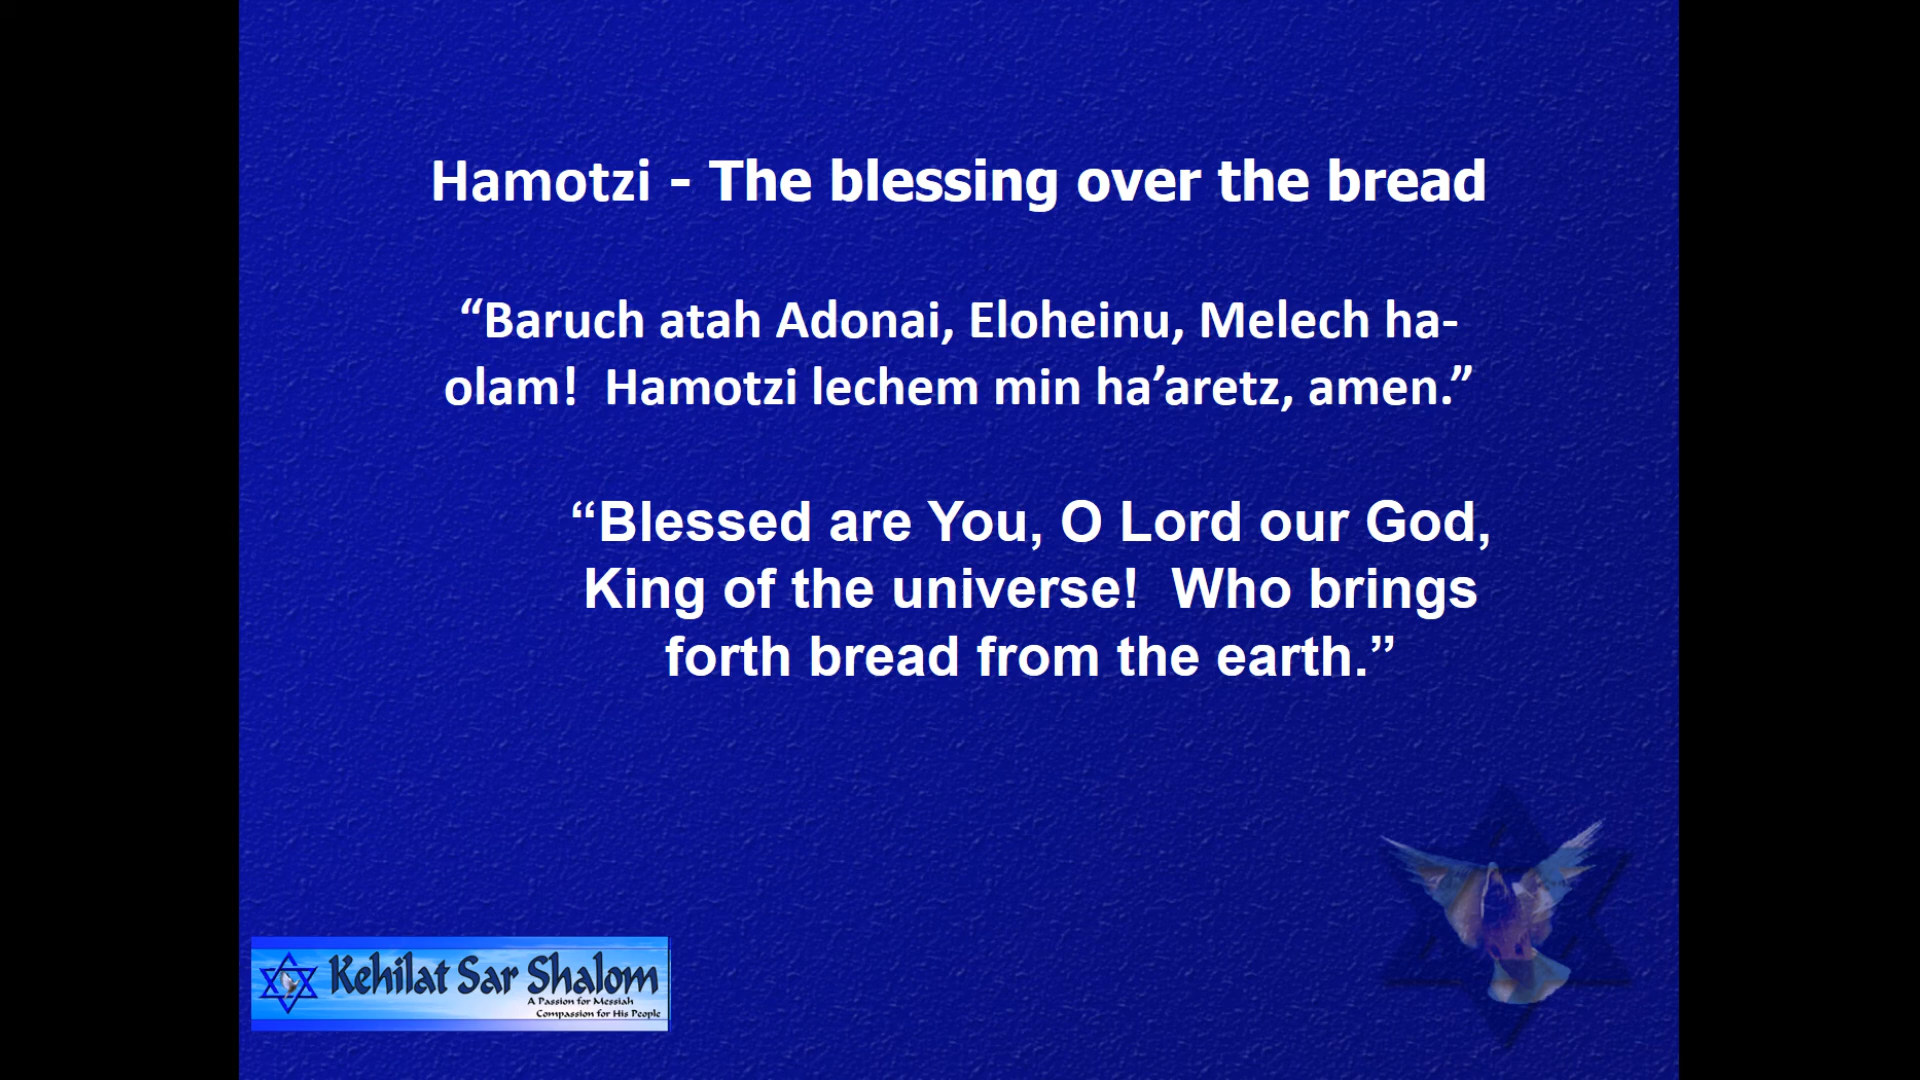 Hamotzi - The blessing over the bread
“Baruch atah Adonai, Eloheinu, Melech ha-
olam!  Hamotzi lechem min ha’aretz, amen.”
“Blessed are You, O Lord our God,
King of the universe!  Who brings
forth bread from the earth.”
Kehilat Sar Shalom
A Passion for Messiah
Compassion for His People